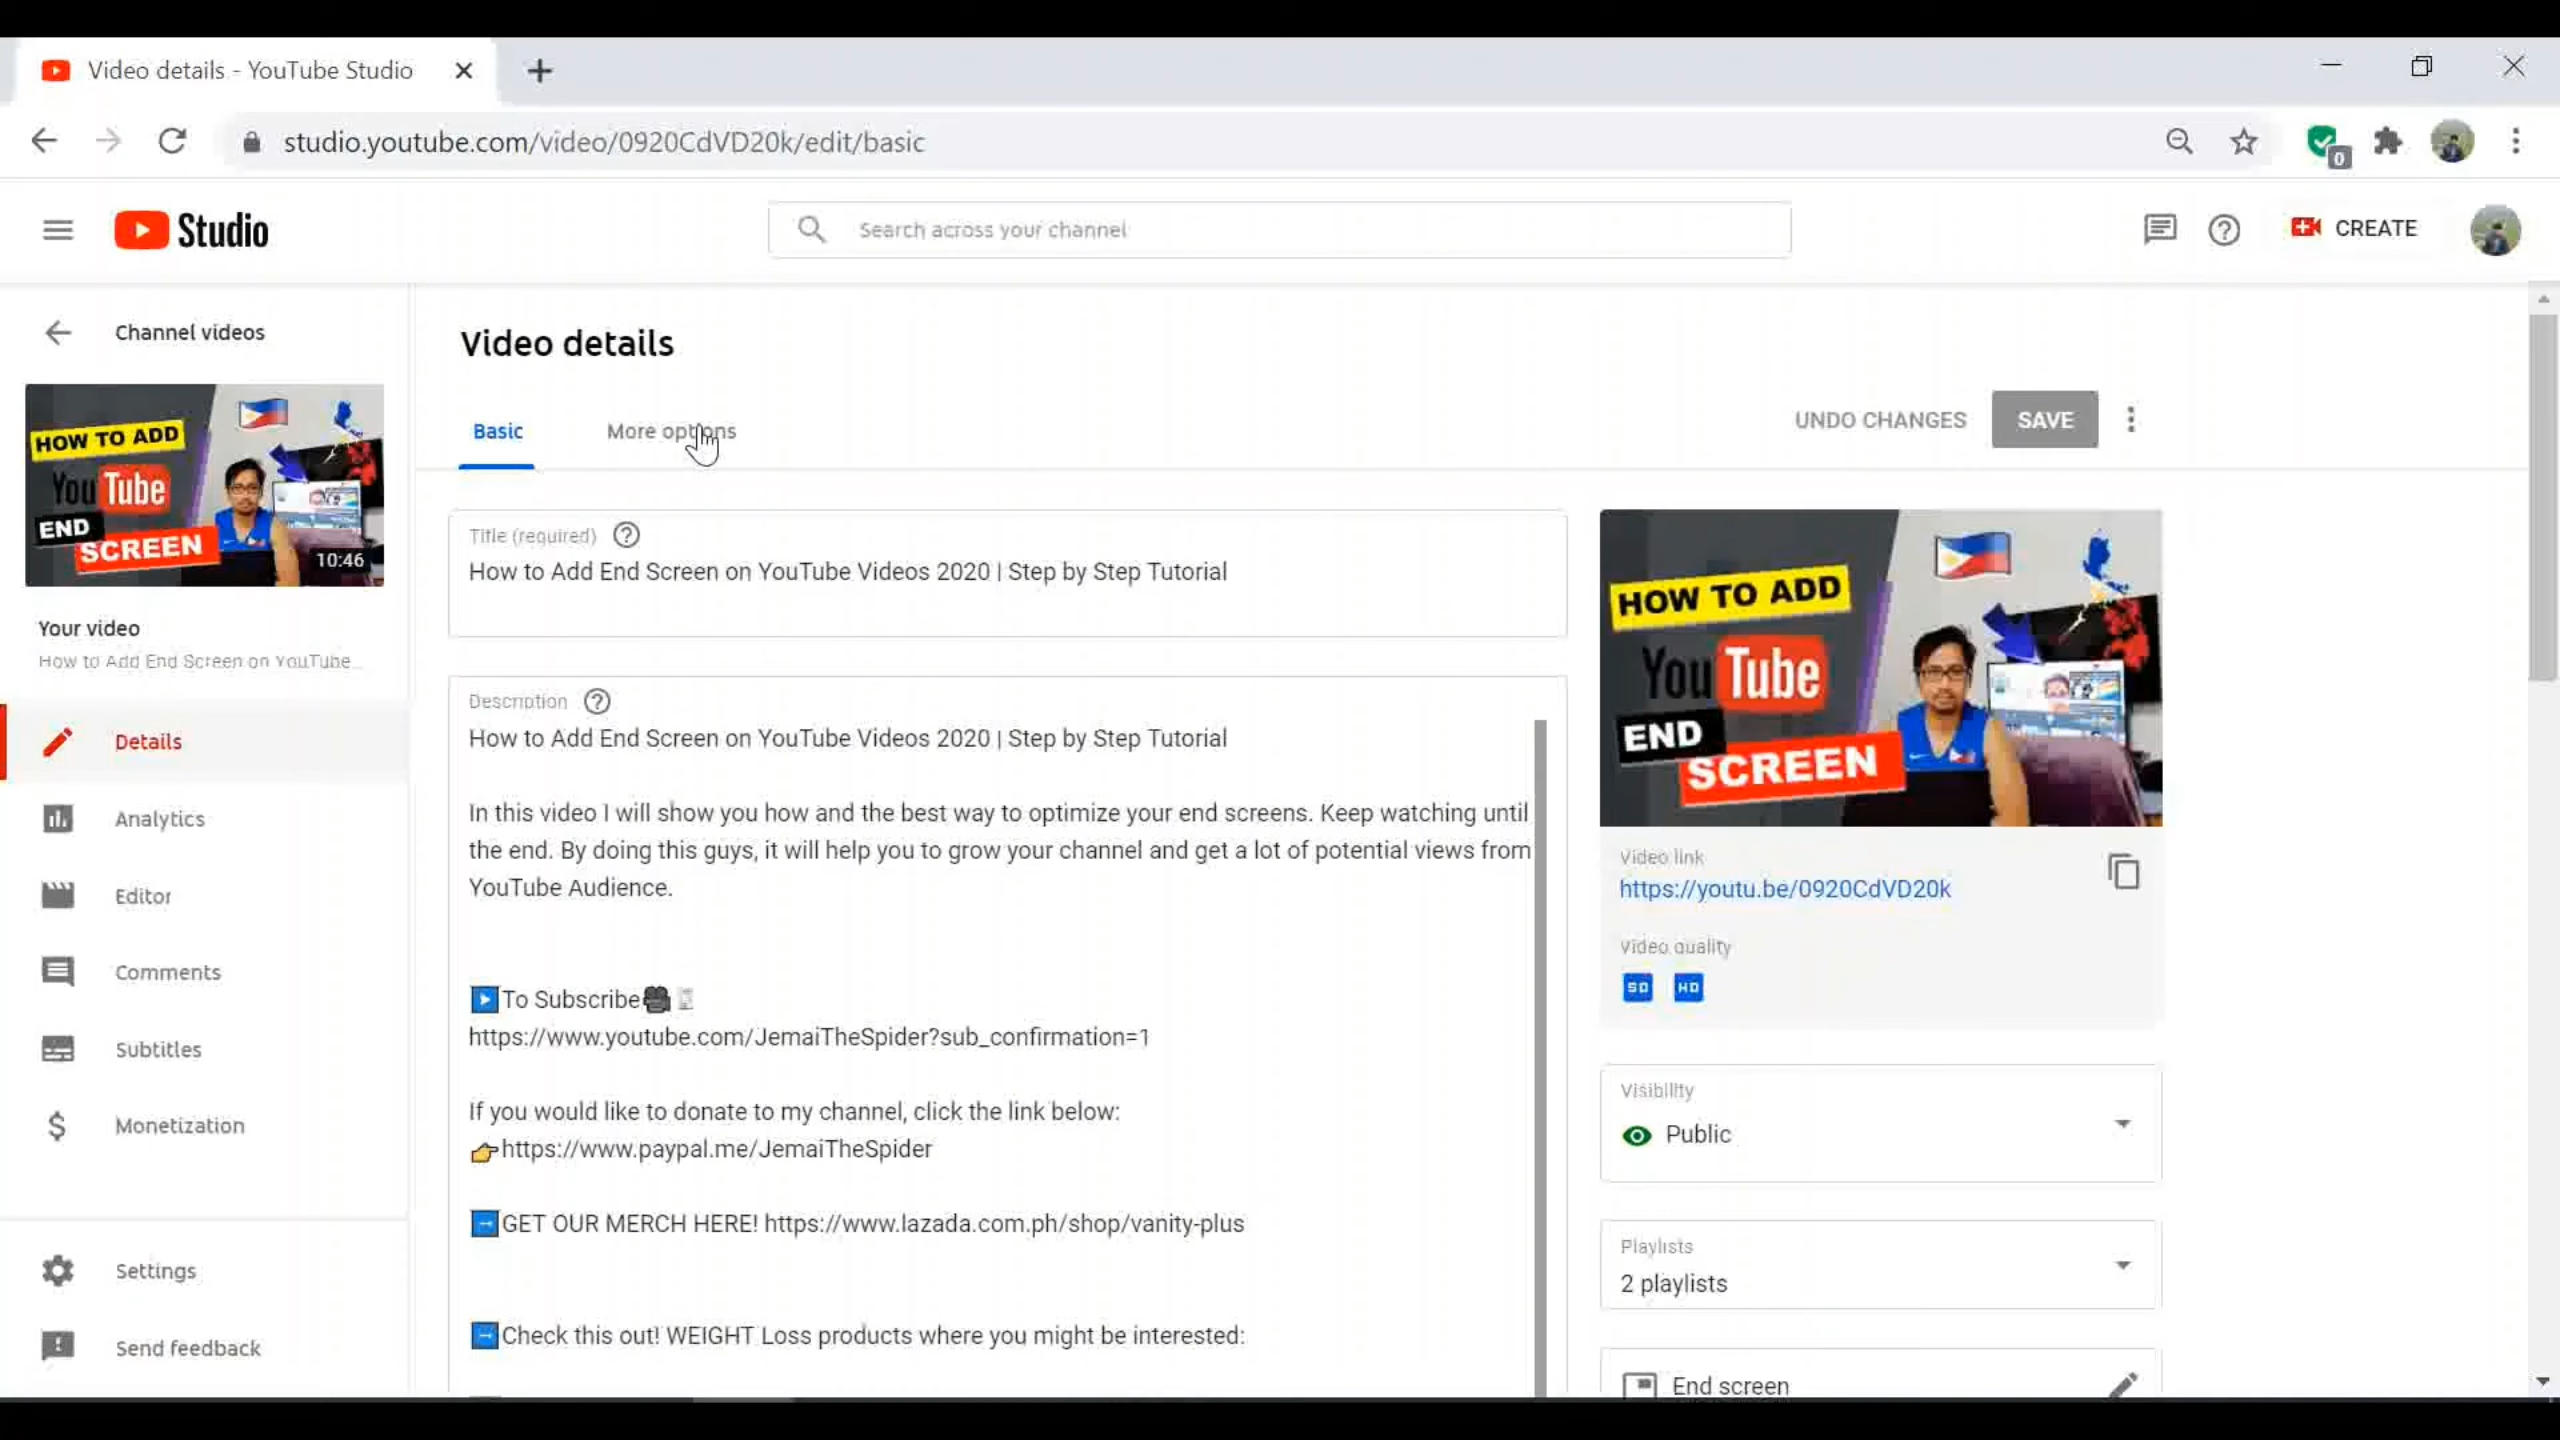 Video details - YouTube Studio
studio.youtube.com/video/0920CdVD20k/edit/basic
0
Studio
Search across your channel
CREATE
Channel videos
HOW TO ADD
YouTube
END
SCREEN
10:46
Your video
How to Add End Screen on YouTube...
Details
Analytics
Editor
Comments
Subtitles
Monetization
Settings
Send feedback
Video details
Basic
More options
UNDO CHANGES
SAVE
Title (required)
How to Add End Screen on YouTube Videos 2020 | Step by Step Tutorial
Description
How to Add End Screen on YouTube Videos 2020 | Step by Step Tutorial
In this video I will show you how and the best way to optimize your end screens. Keep watching until
the end. By doing this guys, it will help you to grow your channel and get a lot of potential views from
YouTube Audience.
To Subscribe
https://www.youtube.com/JemaiTheSpider?sub_confirmation=1
If you would like to donate to my channel, click the link below:
https://www.paypal.me/JemaiTheSpider
GET OUR MERCH HERE! https://www.lazada.com.ph/shop/vanity-plus
Check this out! WEIGHT Loss products where you might be interested:
HOW TO ADD
YouTube
END
SCREEN
Video link
https://youtu.be/0920CdVD20k
Video quality
SD HD
Visibility
Public
Playlists
2 playlists
End screen